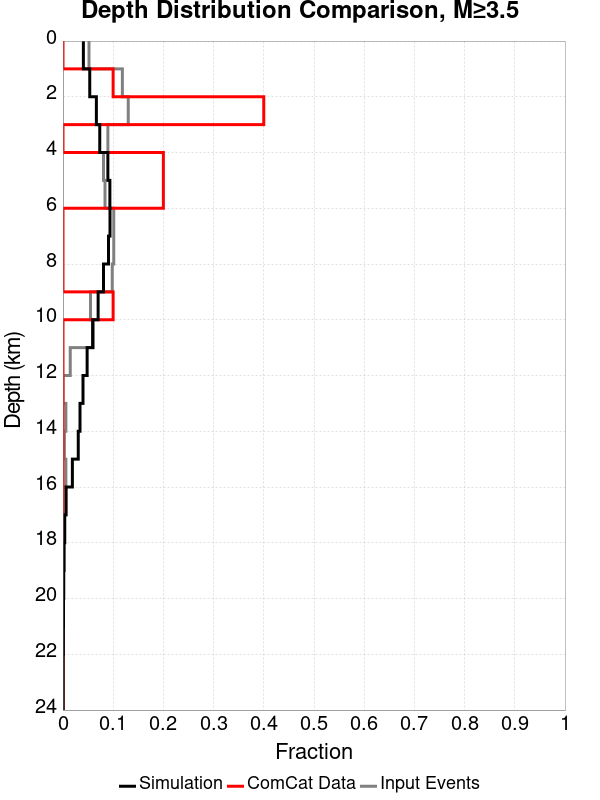 Depth Distribution Comparison, M≥3.5
0
2
4
6
8
10
12
14
16
18
20
22
24
Depth (km)
0 0.1 0.2 0.3 0.4 0.5 0.6 0.7 0.8 0.9 1
Fraction
Simulation ComCat Data Input Events